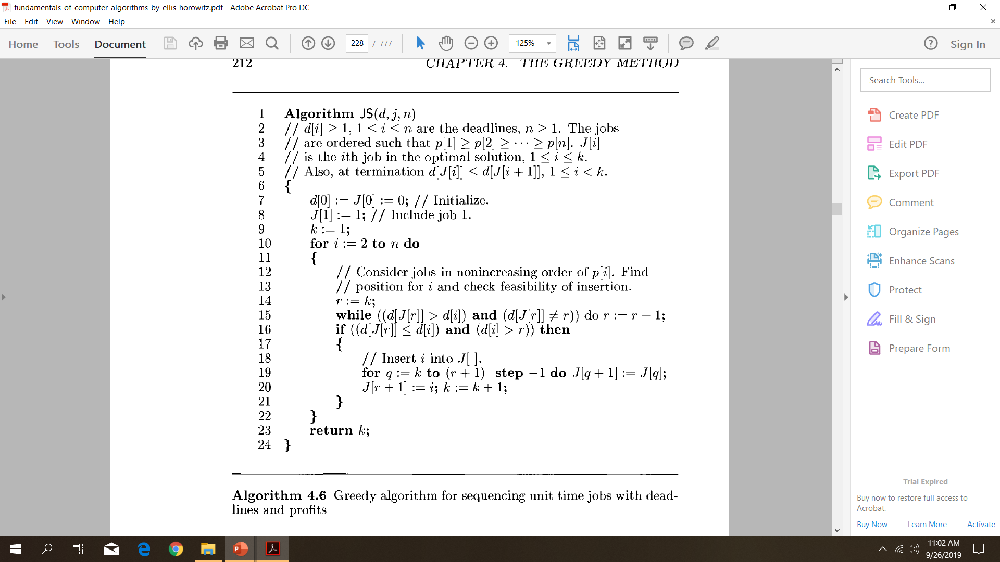 fundamentals-of-computer-algorithms-by-ellis-horowitz.pdf - Adobe Acrobat Pro DC
File Edit View Window Help
Home Tools Document 228 / 777 125% Sign In
212 CHAPTER 4. THE GREEDY METHOD
1 Algorithm JS(d, j, n)
2 // d[i] ≥ 1, 1 ≤ i ≤ n are the deadlines, n ≥ 1. The jobs
3 // are ordered such that p[1] ≥ p[2] ≥ ··· ≥ p[n]. J[i]
4 // is the ith job in the optimal solution, 1 ≤ i ≤ k.
5 // Also, at termination d[J[i]] ≤ d[J[i + 1]], 1 ≤ i < k.
6 {
7 d[0] := J[0] := 0; // Initialize.
8 J[1] := 1; // Include job 1.
9 k := 1;
10 for i := 2 to n do
11 {
12 // Consider jobs in nonincreasing order of p[i]. Find
13 // position for i and check feasibility of insertion.
14 r := k;
15 while ((d[J[r]] > d[i]) and (d[J[r]] ≠ r)) do r := r − 1;
16 if ((d[J[r]] ≤ d[i]) and (d[i] > r)) then
17 {
18 // Insert i into J[ ].
19 for q := k to (r + 1) step −1 do J[q + 1] := J[q];
20 J[r + 1] := i; k := k + 1;
21 }
22 }
23 return k;
24 }
Algorithm 4.6 Greedy algorithm for sequencing unit time jobs with dead-
lines and profits
Search Tools...
Create PDF
Edit PDF
Export PDF
Comment
Organize Pages
Enhance Scans
Protect
Fill & Sign
Prepare Form
Trial Expired
Buy now to restore full access to
Acrobat.
Buy Now Learn More Activate
11:02 AM
9/26/2019